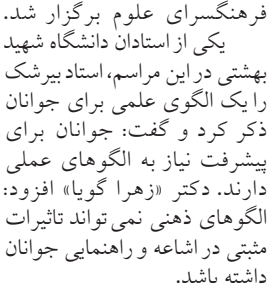 فرهنگسرای علوم برگزار شد.
یکی از استادان دانشگاه شهید
بهشتی در این مراسم، استاد بیرشک
را یک الگوی علمی برای جوانان
ذکر کرد و گفت: جوانان برای
پیشرفت نیاز به الگوهای عملی
دارند. دکتر «زهرا گویا» افزود:
الگوهای ذهنی نمی تواند تاثیرات
مثبتی در اشاعه و راهنمایی جوانان
داشته باشد.